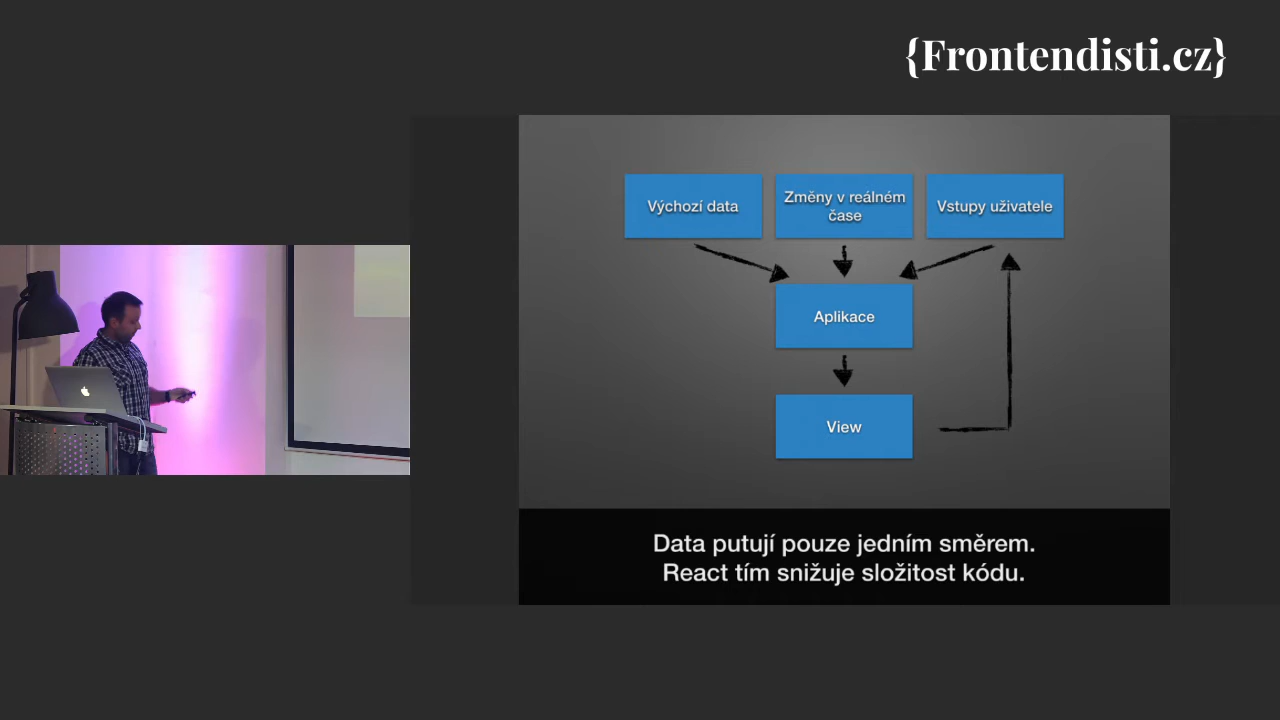 {Frontendisti.cz}
Výchozí data
Změny v reálném
čase
Vstupy uživatele
Aplikace
View
Data putují pouze jedním směrem.
React tím snižuje složitost kódu.